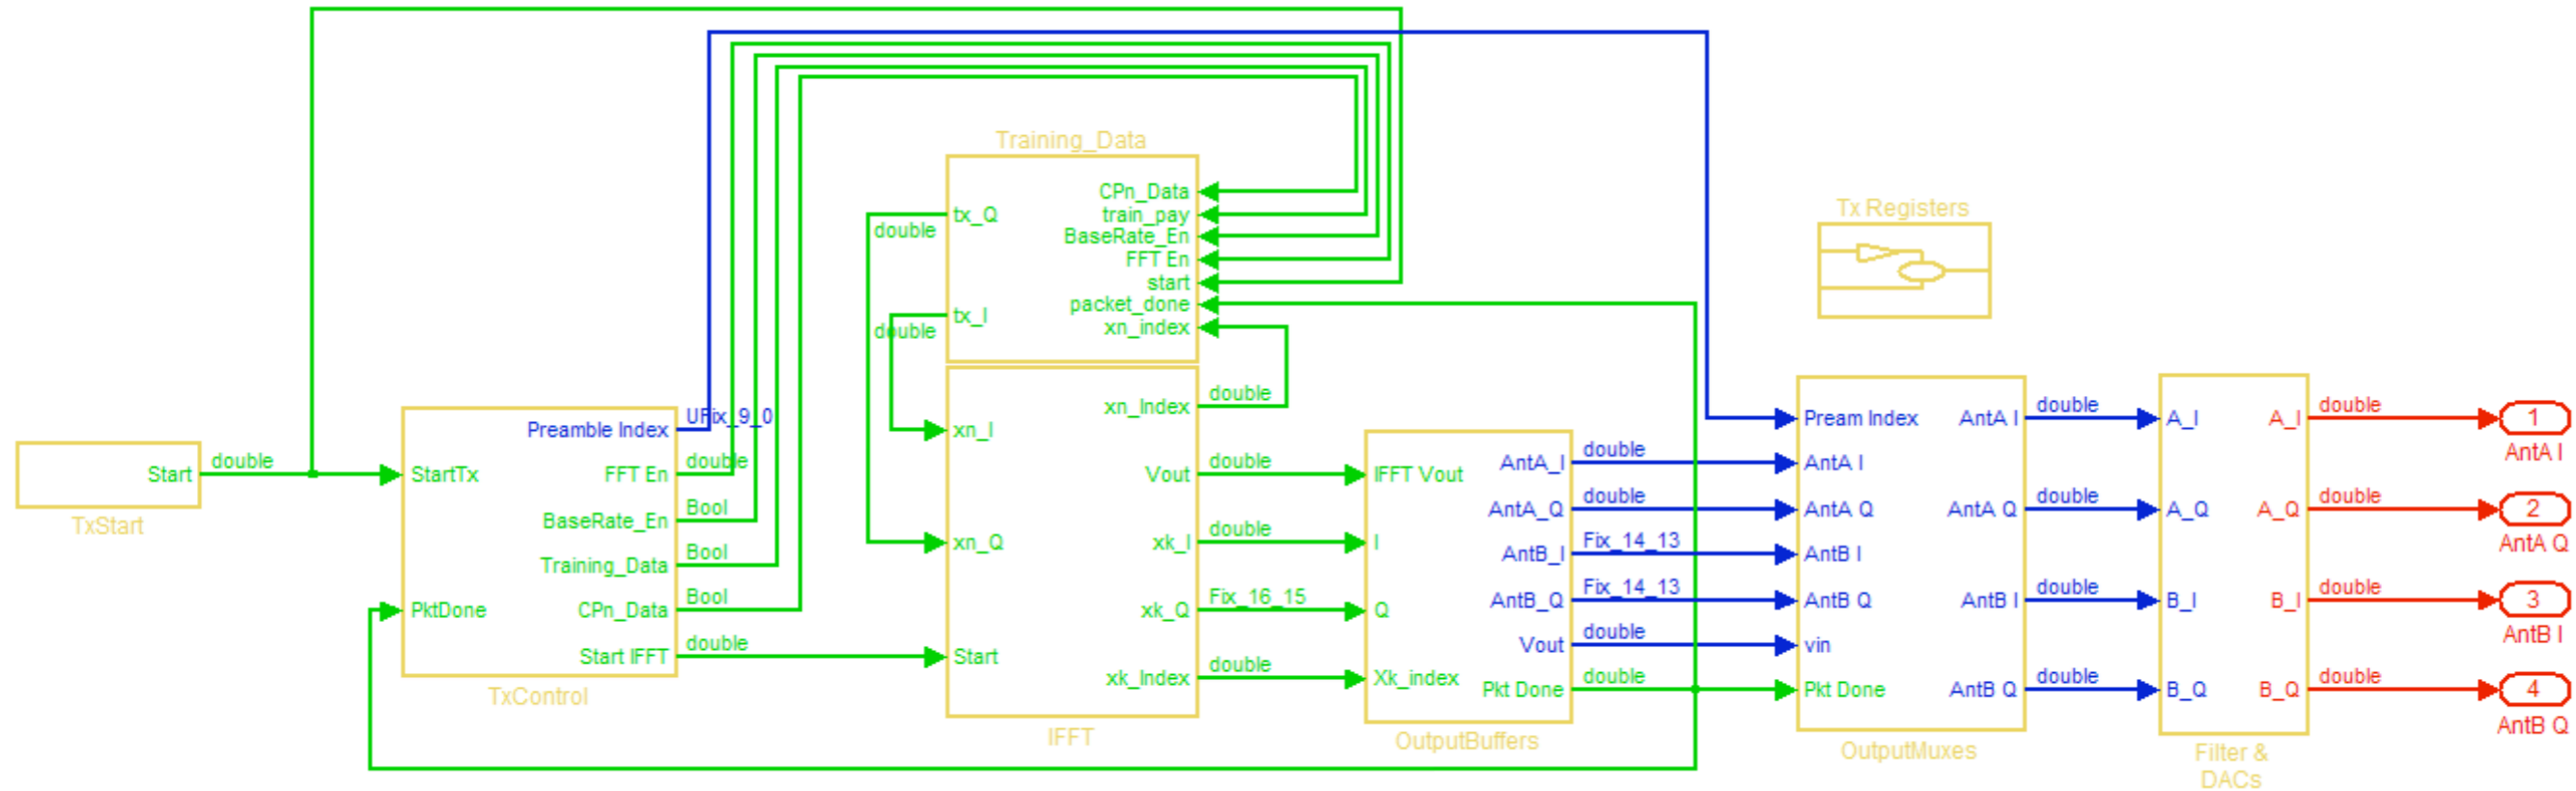 Start
double
TxStart
StartTx
PktDone
Preamble Index
FFT En
BaseRate_En
Training_Data
CPn_Data
Start IFFT
TxControl
UFix_9_0
double
Bool
Bool
Bool
double
Training_Data
tx_Q
double
tx_I
double
CPn_Data
train_pay
BaseRate_En
FFT En
start
packet_done
xn_index
xn_I
xn_Q
Start
xn_Index
Vout
xk_I
xk_Q
xk_Index
IFFT
double
double
double
Fix_16_15
double
IFFT Vout
I
Q
Xk_index
AntA_I
AntA_Q
AntB_I
AntB_Q
Vout
Pkt Done
OutputBuffers
double
double
Fix_14_13
Fix_14_13
double
double
Tx Registers
Pream Index
AntA I
AntA Q
AntB I
AntB Q
vin
Pkt Done
AntA I
AntA Q
AntB I
AntB Q
OutputMuxes
double
double
double
double
A_I
A_Q
B_I
B_Q
A_I
A_Q
B_I
B_Q
Filter &
DACs
double
double
double
double
1
AntA I
2
AntA Q
3
AntB I
4
AntB Q